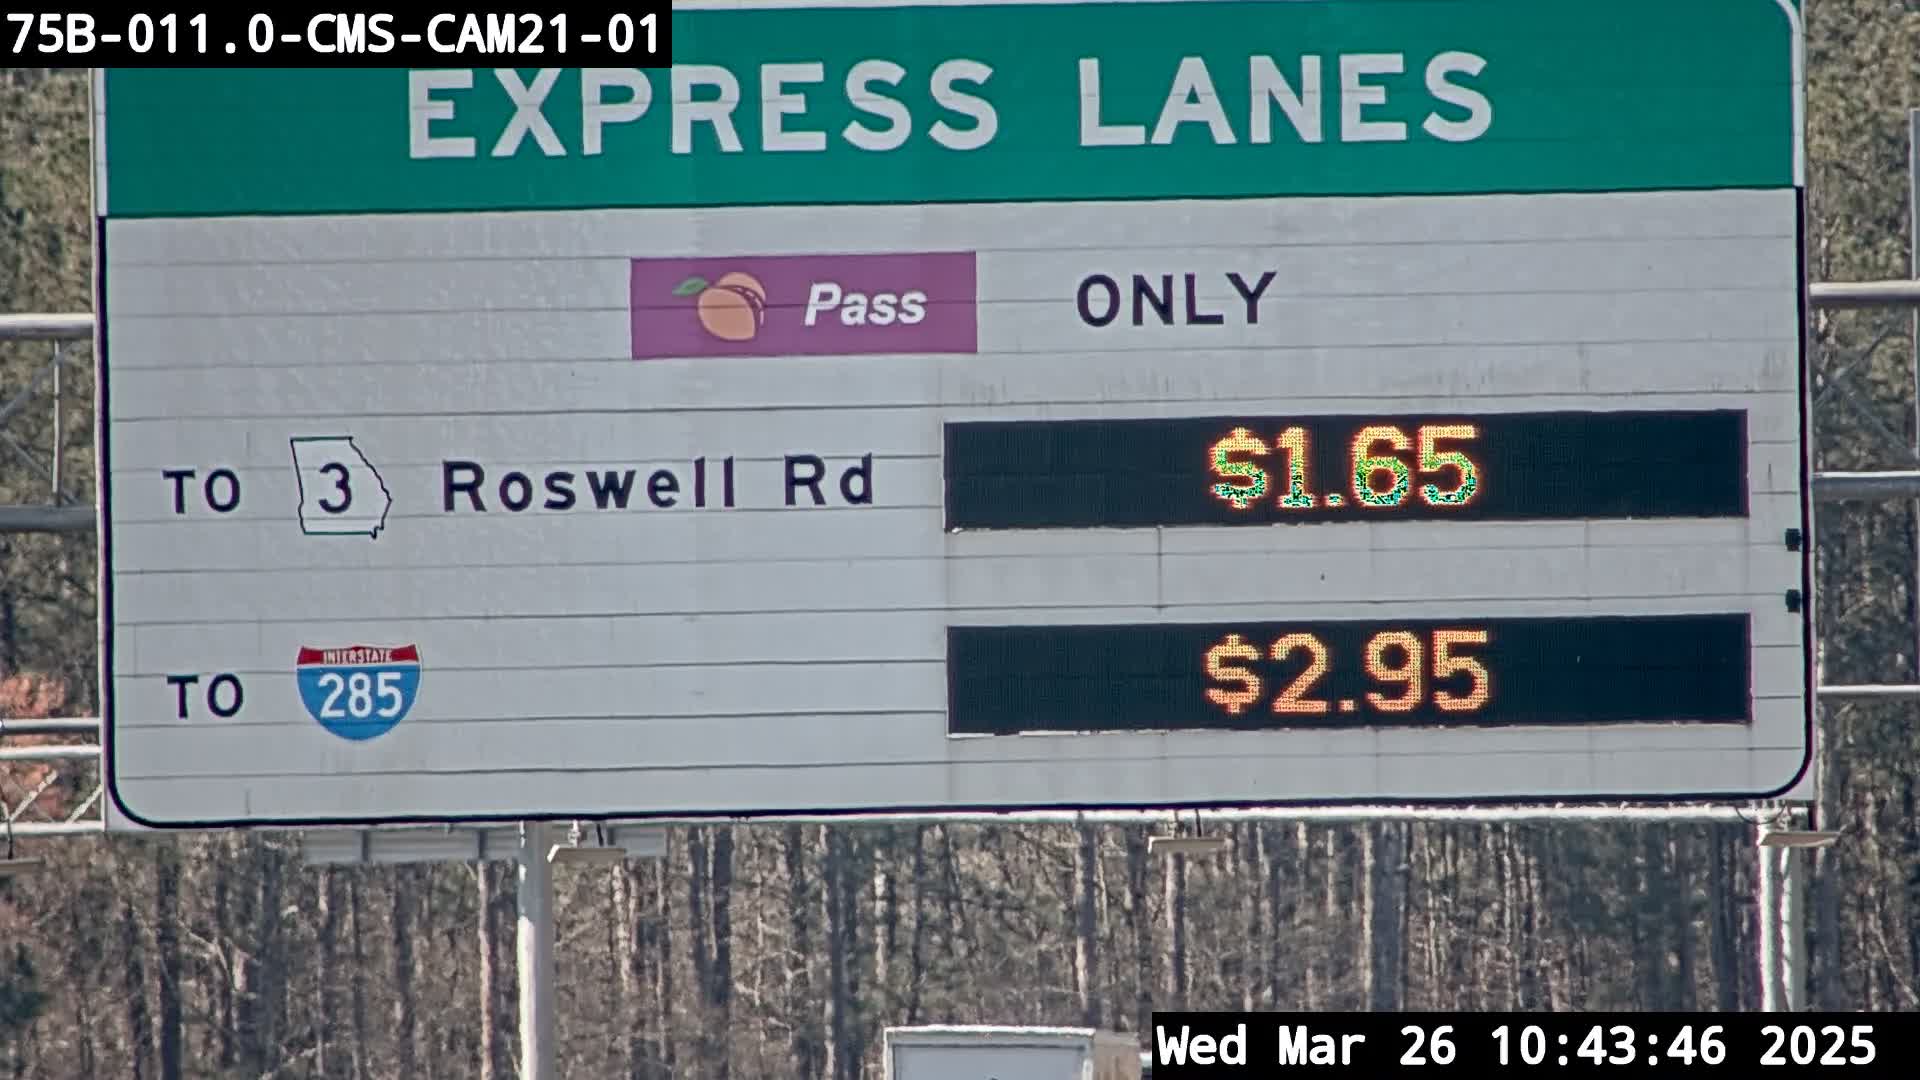 75B-011.0-CMS-CAM21-01
EXPRESS LANES
Pass ONLY
TO 3 Roswell Rd $1.65
TO INTERSTATE 285 $2.95
Wed Mar 26 10:43:46 2025